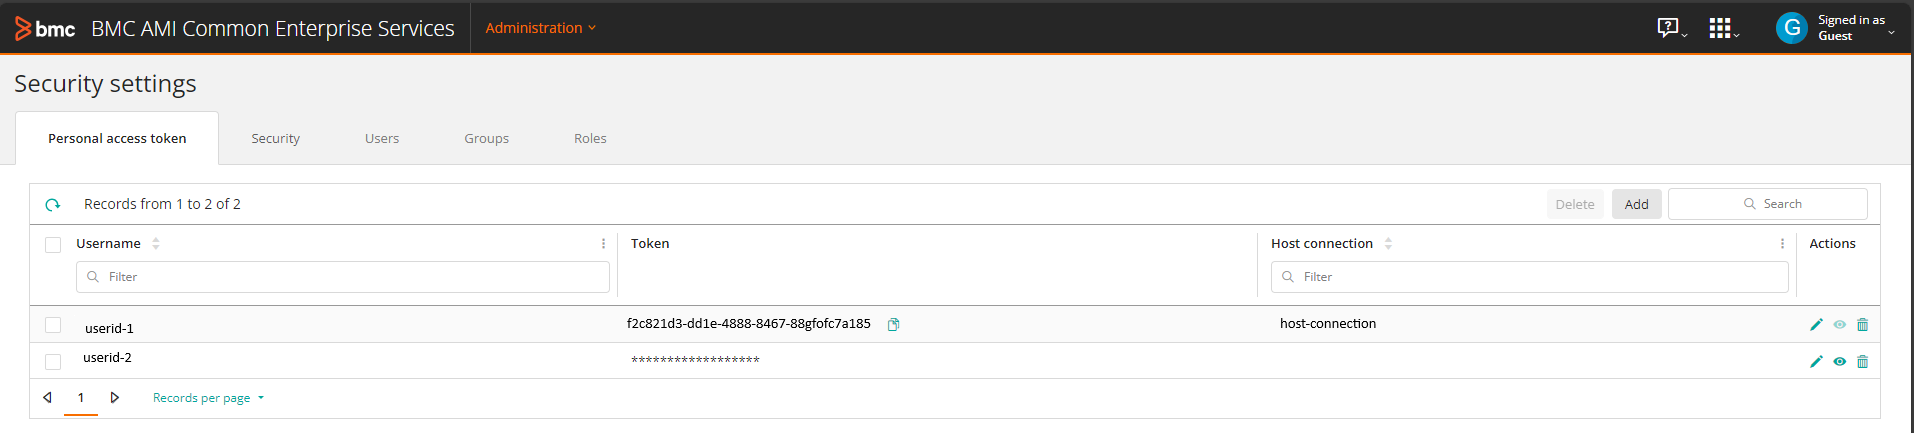 bmc BMC AMI Common Enterprise Services Administration Signed in as
G Guest
Security settings
Personal access token Security Users Groups Roles
Records from 1 to 2 of 2 Delete Add Search
Username Token Host connection Actions
Filter Filter
userid-1 f2c821d3-dd1e-4888-8467-88gfofc7a185 host-connection
userid-2 ******************
1 Records per page